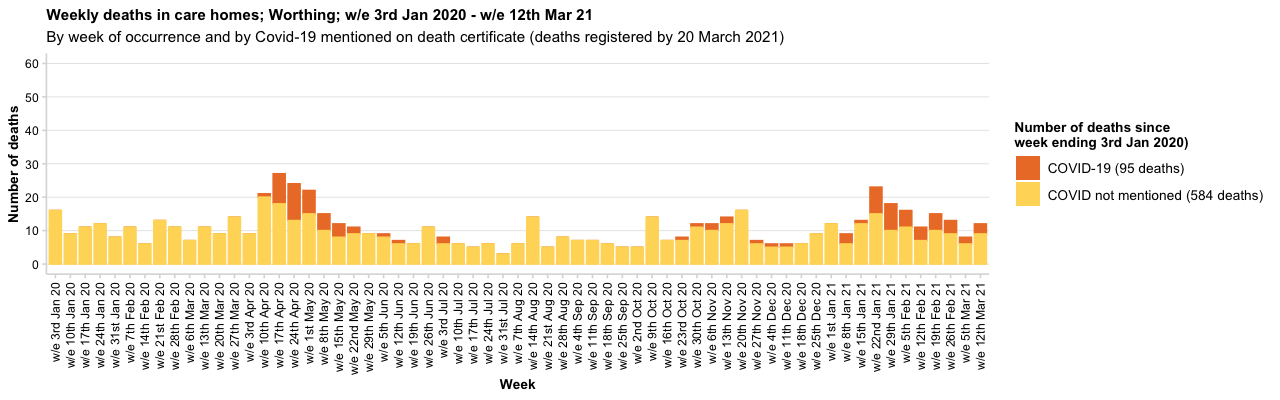 Weekly deaths in care homes; Worthing; w/e 3rd Jan 2020 - w/e 12th Mar 21
By week of occurrence and by Covid-19 mentioned on death certificate (deaths registered by 20 March 2021)
Number of deaths
60
50
40
30
20
10
0
w/e 3rd Jan 20
w/e 10th Jan 20
w/e 17th Jan 20
w/e 24th Jan 20
w/e 31st Jan 20
w/e 7th Feb 20
w/e 14th Feb 20
w/e 21st Feb 20
w/e 28th Feb 20
w/e 6th Mar 20
w/e 13th Mar 20
w/e 20th Mar 20
w/e 27th Mar 20
w/e 3rd Apr 20
w/e 10th Apr 20
w/e 17th Apr 20
w/e 24th Apr 20
w/e 1st May 20
w/e 8th May 20
w/e 15th May 20
w/e 22nd May 20
w/e 29th May 20
w/e 5th Jun 20
w/e 12th Jun 20
w/e 19th Jun 20
w/e 26th Jun 20
w/e 3rd Jul 20
w/e 10th Jul 20
w/e 17th Jul 20
w/e 24th Jul 20
w/e 31st Jul 20
w/e 7th Aug 20
w/e 14th Aug 20
w/e 21st Aug 20
w/e 28th Aug 20
w/e 4th Sep 20
w/e 11th Sep 20
w/e 18th Sep 20
w/e 25th Sep 20
w/e 2nd Oct 20
w/e 9th Oct 20
w/e 16th Oct 20
w/e 23rd Oct 20
w/e 30th Oct 20
w/e 6th Nov 20
w/e 13th Nov 20
w/e 20th Nov 20
w/e 27th Nov 20
w/e 4th Dec 20
w/e 11th Dec 20
w/e 18th Dec 20
w/e 25th Dec 20
w/e 1st Jan 21
w/e 8th Jan 21
w/e 15th Jan 21
w/e 22nd Jan 21
w/e 29th Jan 21
w/e 5th Feb 21
w/e 12th Feb 21
w/e 19th Feb 21
w/e 26th Feb 21
w/e 5th Mar 21
w/e 12th Mar 21
Week
Number of deaths since
week ending 3rd Jan 2020)
COVID-19 (95 deaths)
COVID not mentioned (584 deaths)